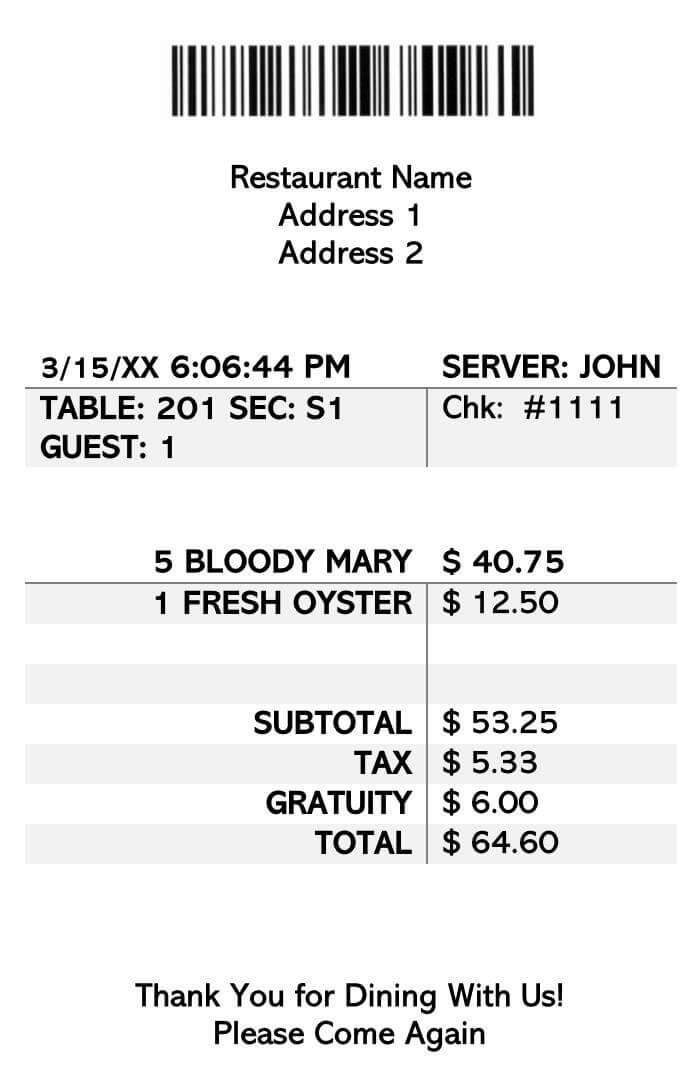 Restaurant Name
Address 1
Address 2
3/15/XX 6:06:44 PM SERVER: JOHN
TABLE: 201 SEC: S1 Chk: #1111
GUEST: 1
5 BLOODY MARY $ 40.75
1 FRESH OYSTER $ 12.50
SUBTOTAL $ 53.25
TAX $ 5.33
GRATUITY $ 6.00
TOTAL $ 64.60
Thank You for Dining With Us!
Please Come Again